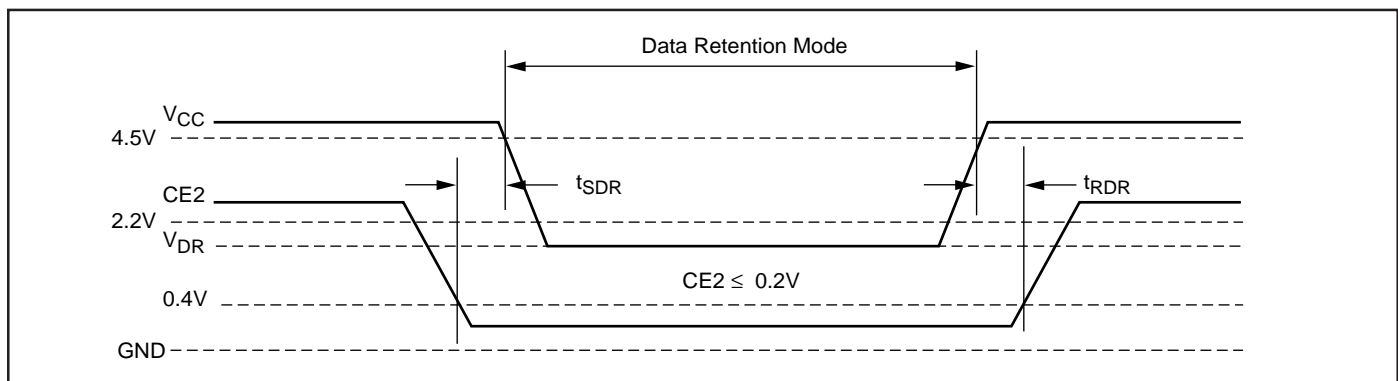 Data Retention Mode
VCC
4.5V
tSDR
tRDR
CE2
2.2V
VDR
CE2 ≤ 0.2V
0.4V
GND